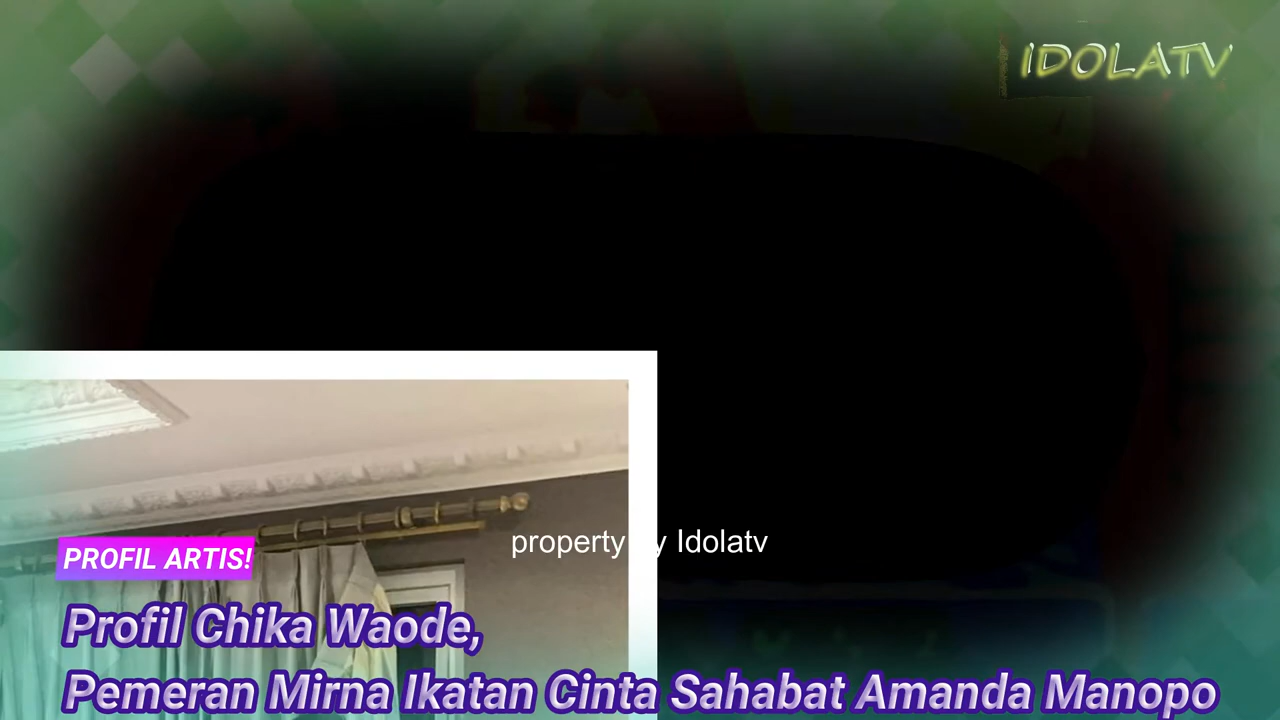 IDOLATV
property by Idolatv
PROFIL ARTIS!
Profil Chika Waode,
Pemeran Mirna Ikatan Cinta Sahabat Amanda Manopo